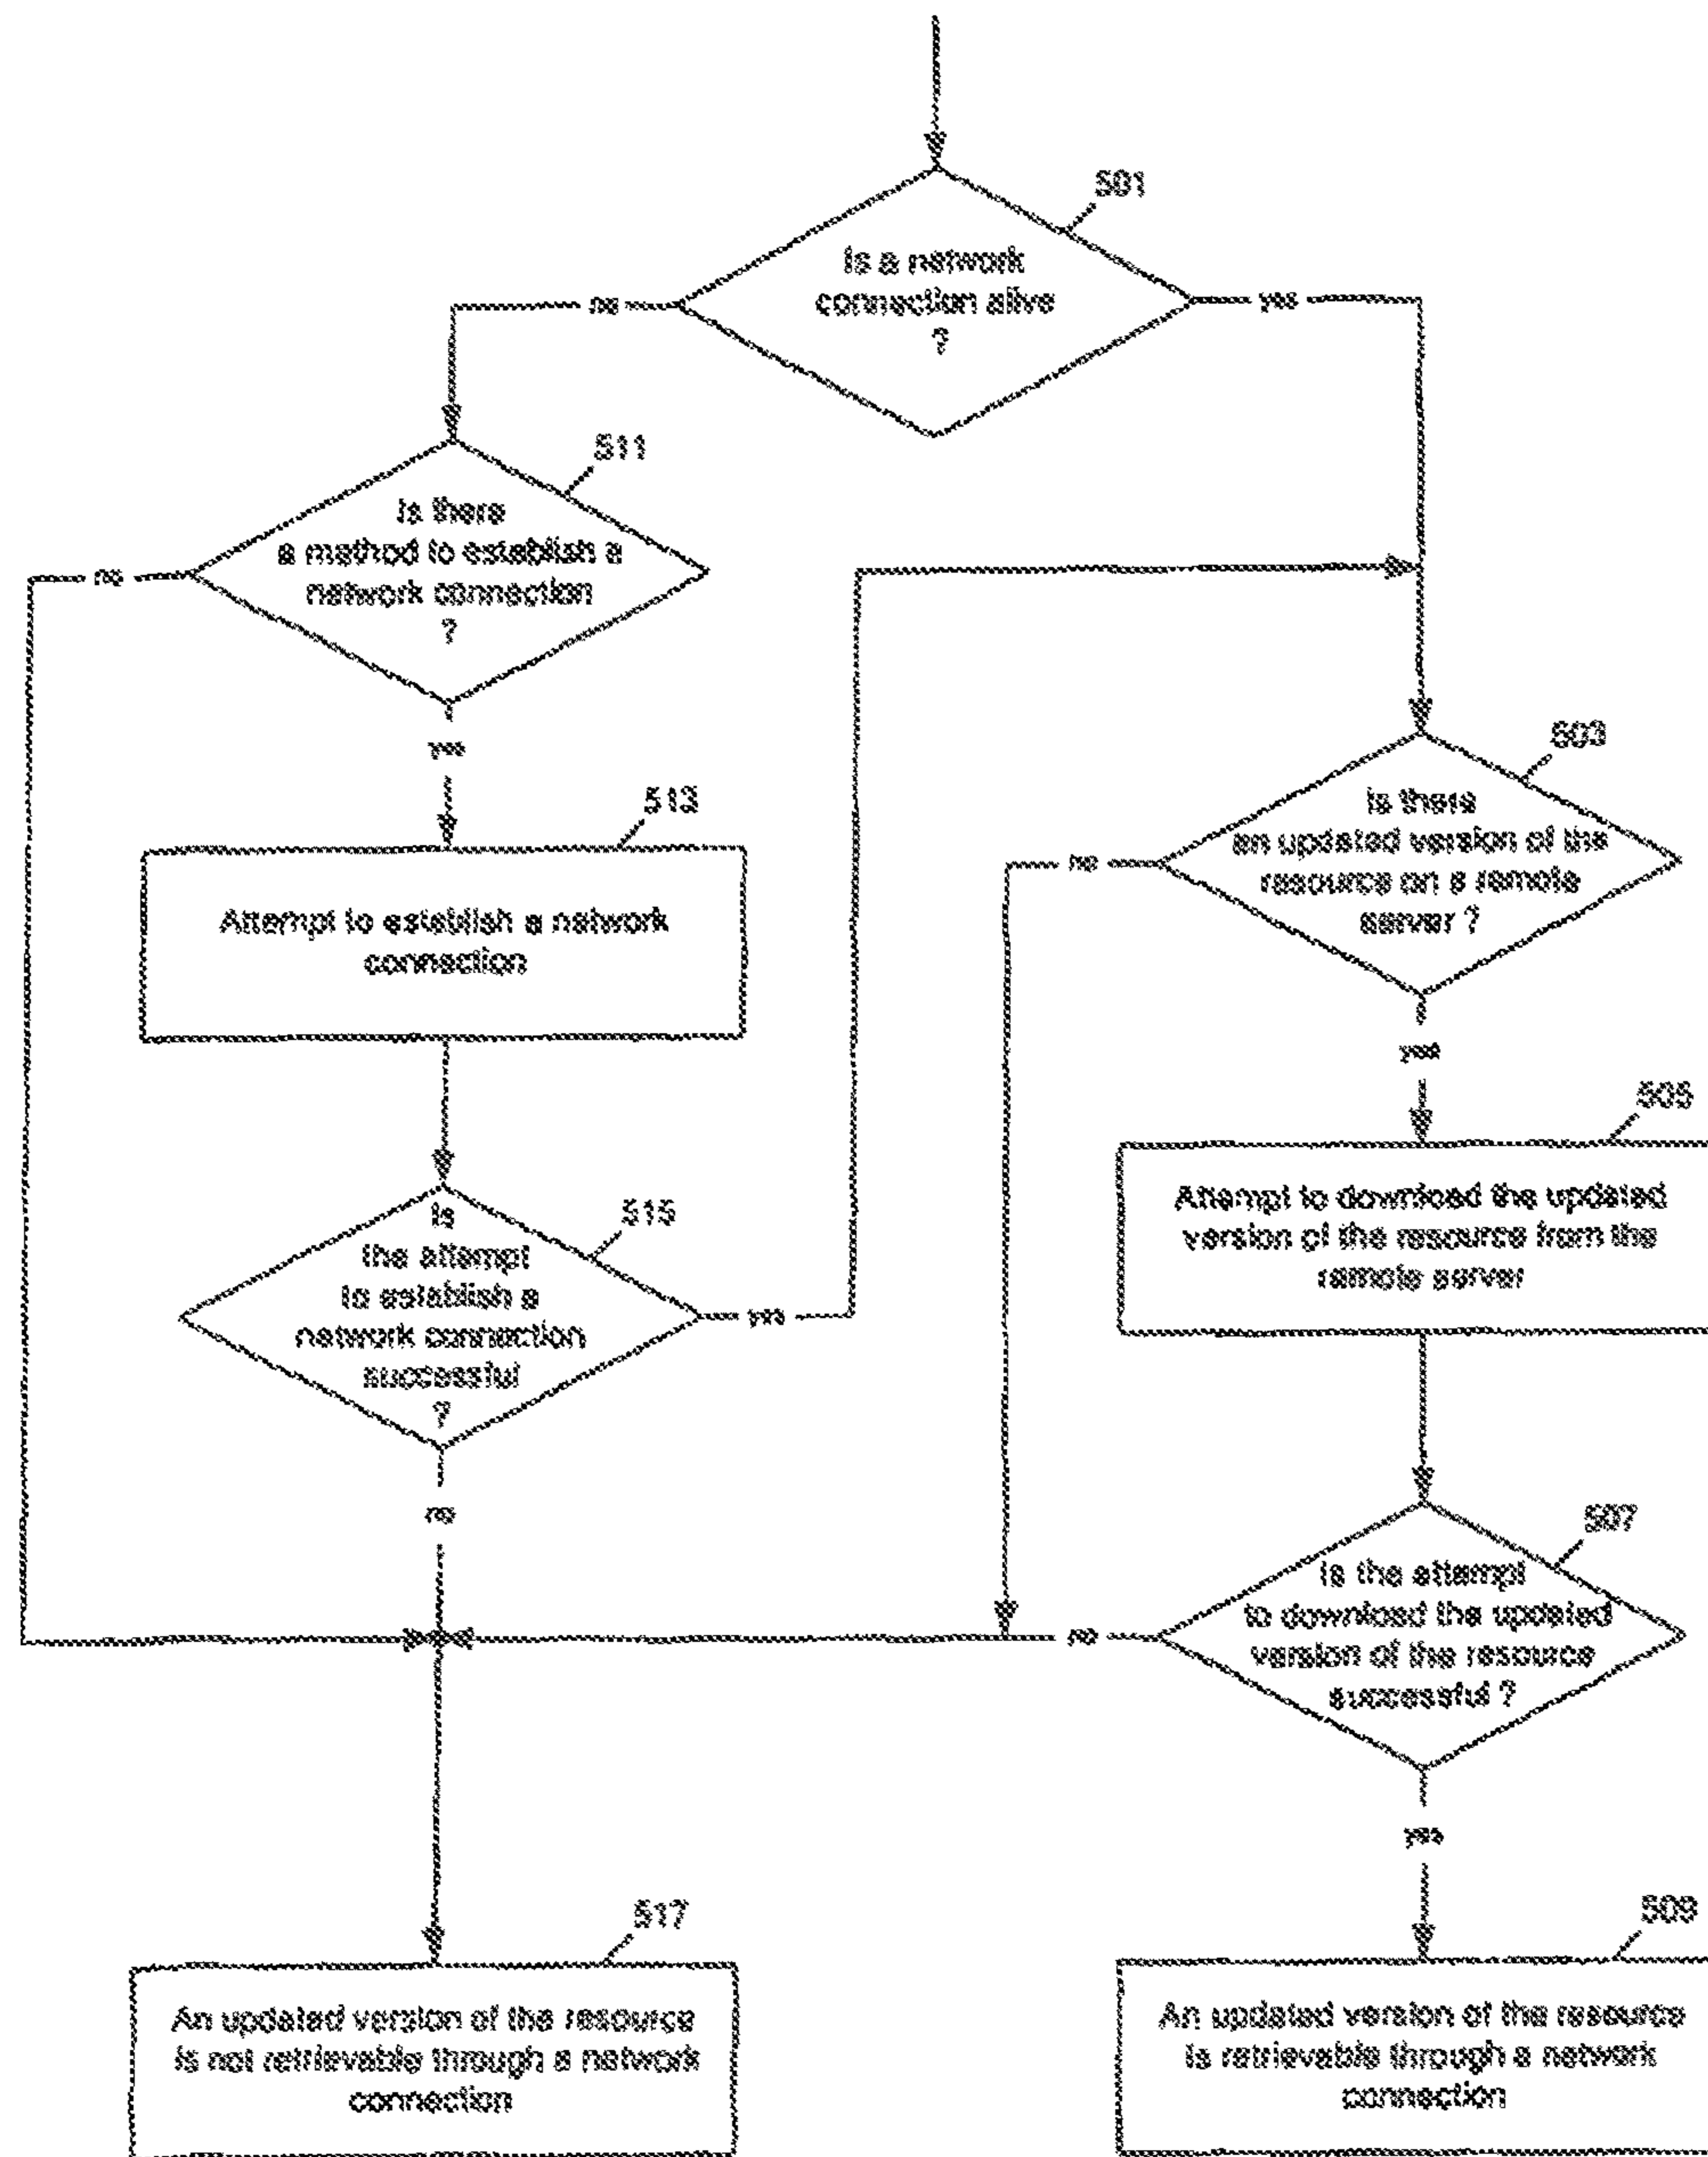 501
Is a network
connection alive
?
no
yes
511
Is there
a method to establish a
network connection
?
no
yes
503
Is there
an updated version of the
resource on a remote
server ?
no
yes
513
Attempt to establish a network
connection
505
Attempt to download the updated
version of the resource from the
remote server
515
Is
the attempt
to establish a
network connection
successful
?
yes
no
507
Is the attempt
to download the updated
version of the resource
successful ?
no
yes
517
An updated version of the resource
is not retrievable through a network
connection
509
An updated version of the resource
is retrievable through a network
connection